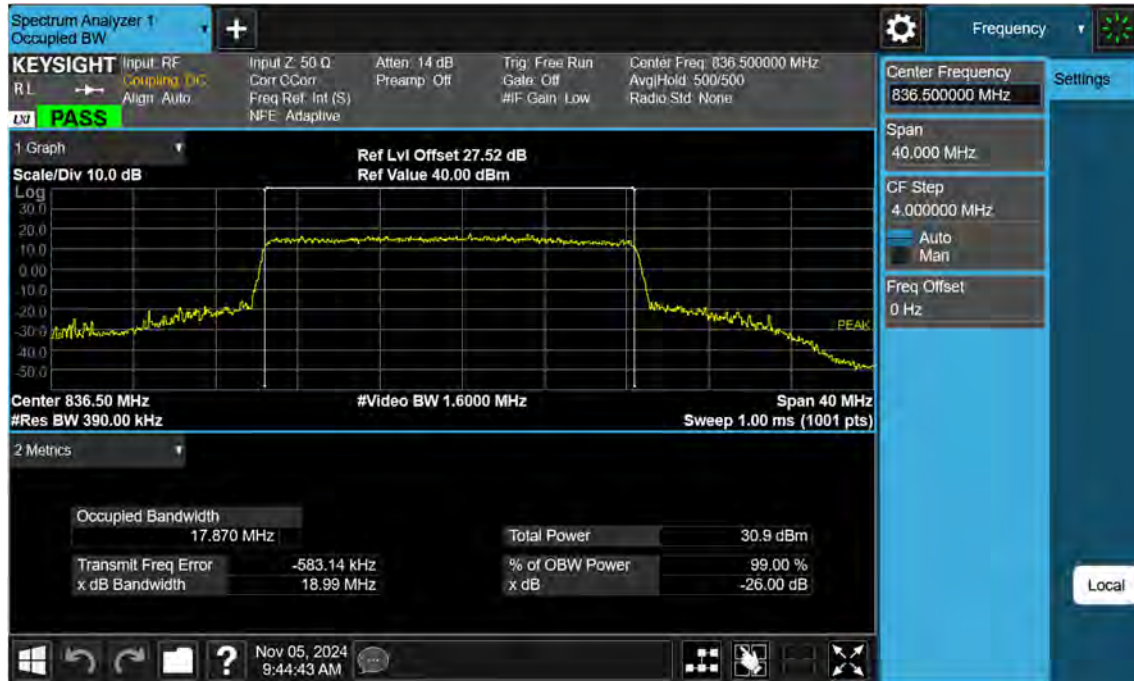 Spectrum Analyzer 1
Occupied BW
Frequency
KEYSIGHT
RL
LXI
PASS
Input: RF
Coupling: DC
Align: Auto
Input Z: 50 Ω
Corr CCorr
Freq Ref: Int (S)
NFE: Adaptive
Atten: 14 dB
Preamp: Off
Trig: Free Run
Gate: Off
#IF Gain: Low
Center Freq: 836.500000 MHz
Avg|Hold: 500/500
Radio Std: None
Center Frequency
836.500000 MHz
Settings
Span
40.000 MHz
CF Step
4.000000 MHz
Auto
Man
Freq Offset
0 Hz
Local
1 Graph
Scale/Div 10.0 dB
Ref Lvl Offset 27.52 dB
Ref Value 40.00 dBm
Log
30.0
20.0
10.0
0.00
-10.0
-20.0
-30.0
-40.0
-50.0
PEAK
Center 836.50 MHz
#Video BW 1.6000 MHz
Span 40 MHz
#Res BW 390.00 kHz
Sweep 1.00 ms (1001 pts)
2 Metrics
Occupied Bandwidth
17.870 MHz
Total Power 30.9 dBm
Transmit Freq Error -583.14 kHz
% of OBW Power 99.00 %
x dB Bandwidth 18.99 MHz
x dB -26.00 dB
?
Nov 05, 2024
9:44:43 AM